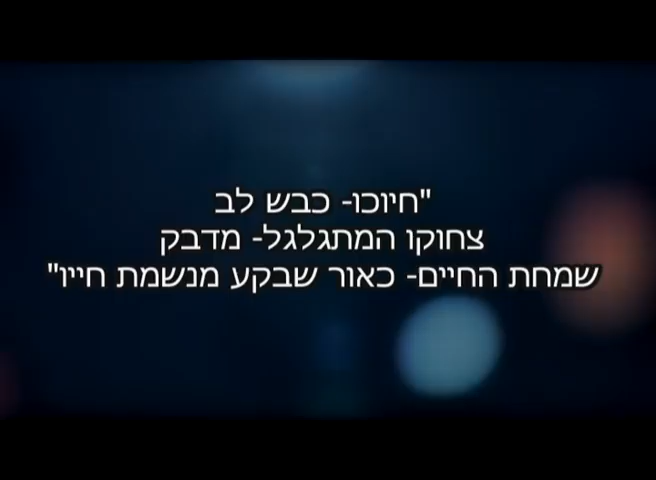 "חיוכו- כבש לב
צחוקו המתגלגל- מדבק
שמחת החיים- כאור שבקע מנשמת חייו"